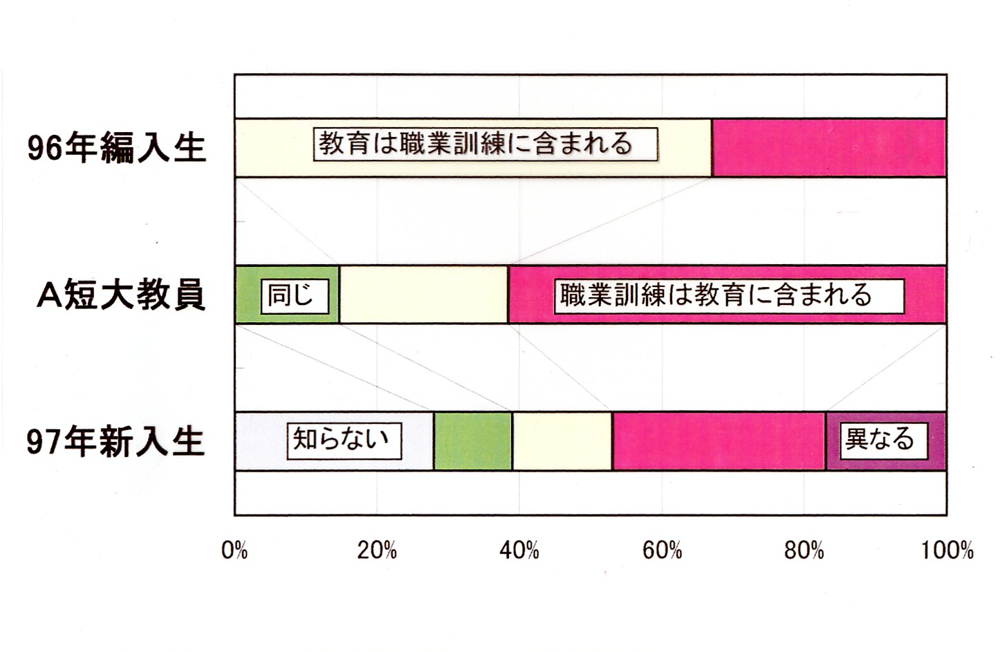 96年編入生
教育は職業訓練に含まれる
A短大教員
同じ
職業訓練は教育に含まれる
97年新入生
知らない
異なる
0% 20% 40% 60% 80% 100%